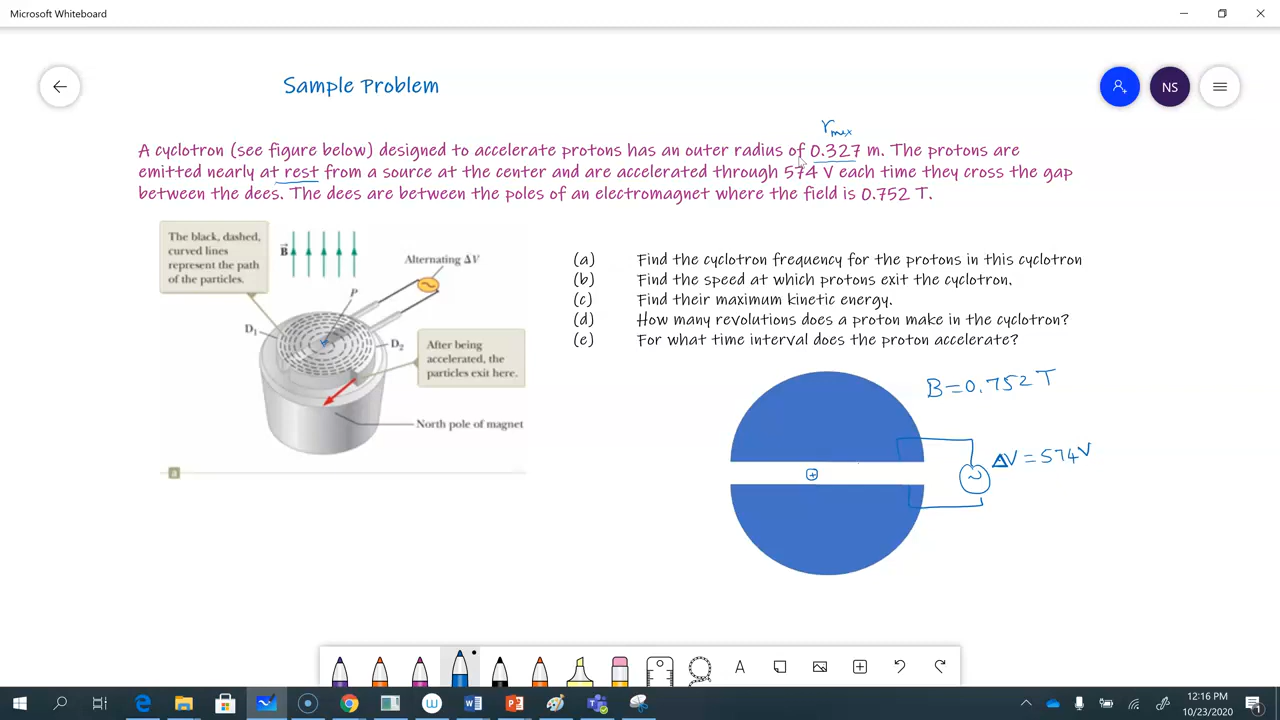 Microsoft Whiteboard
Sample Problem
NS
rmax
A cyclotron (see figure below) designed to accelerate protons has an outer radius of 0.327 m. The protons are
emitted nearly at rest from a source at the center and are accelerated through 574 V each time they cross the gap
between the dees. The dees are between the poles of an electromagnet where the field is 0.752 T.
The black, dashed,
curved lines
represent the path
of the particles.
B
Alternating ΔV
P
D1
D2
After being
accelerated, the
particles exit here.
North pole of magnet
a
(a) Find the cyclotron frequency for the protons in this cyclotron
(b) Find the speed at which protons exit the cyclotron.
(c) Find their maximum kinetic energy.
(d) How many revolutions does a proton make in the cyclotron?
(e) For what time interval does the proton accelerate?
B = 0.752 T
+
ΔV = 574V
A
12:16 PM
10/23/2020
1